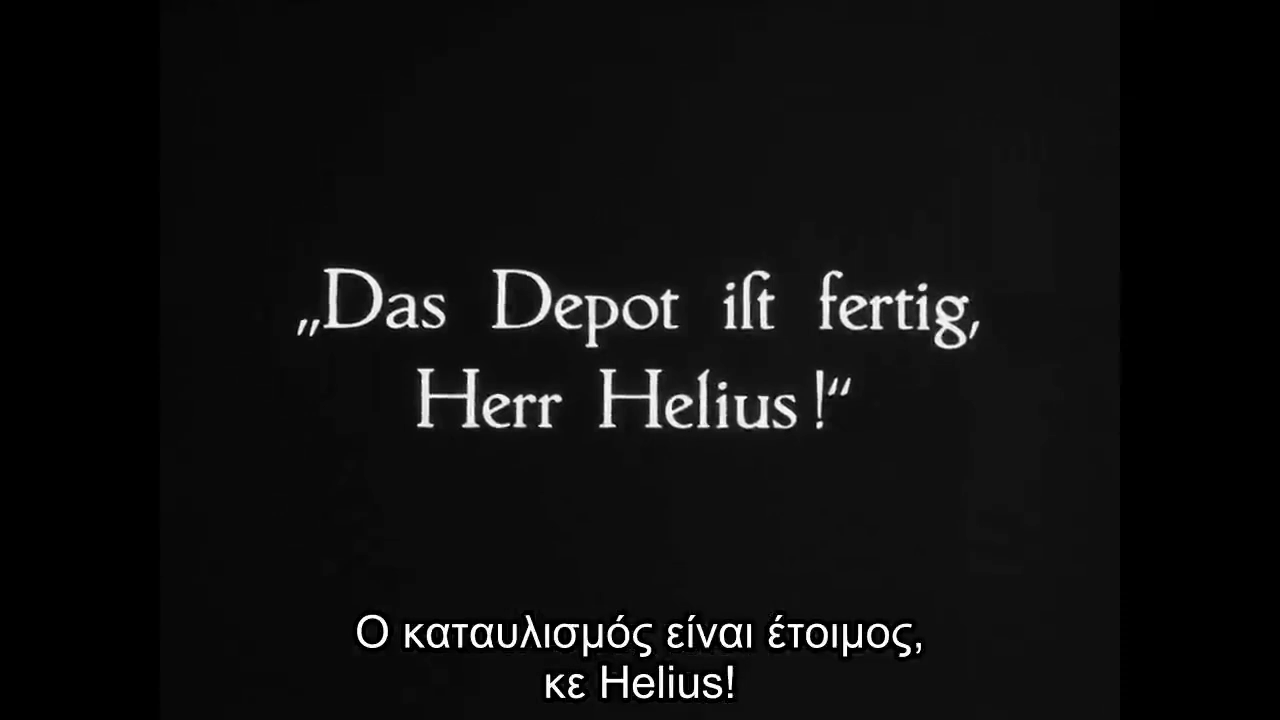 „Das Depot iſt fertig,
Herr Helius!“
Ο καταυλισμός είναι έτοιμος,
κε Helius!